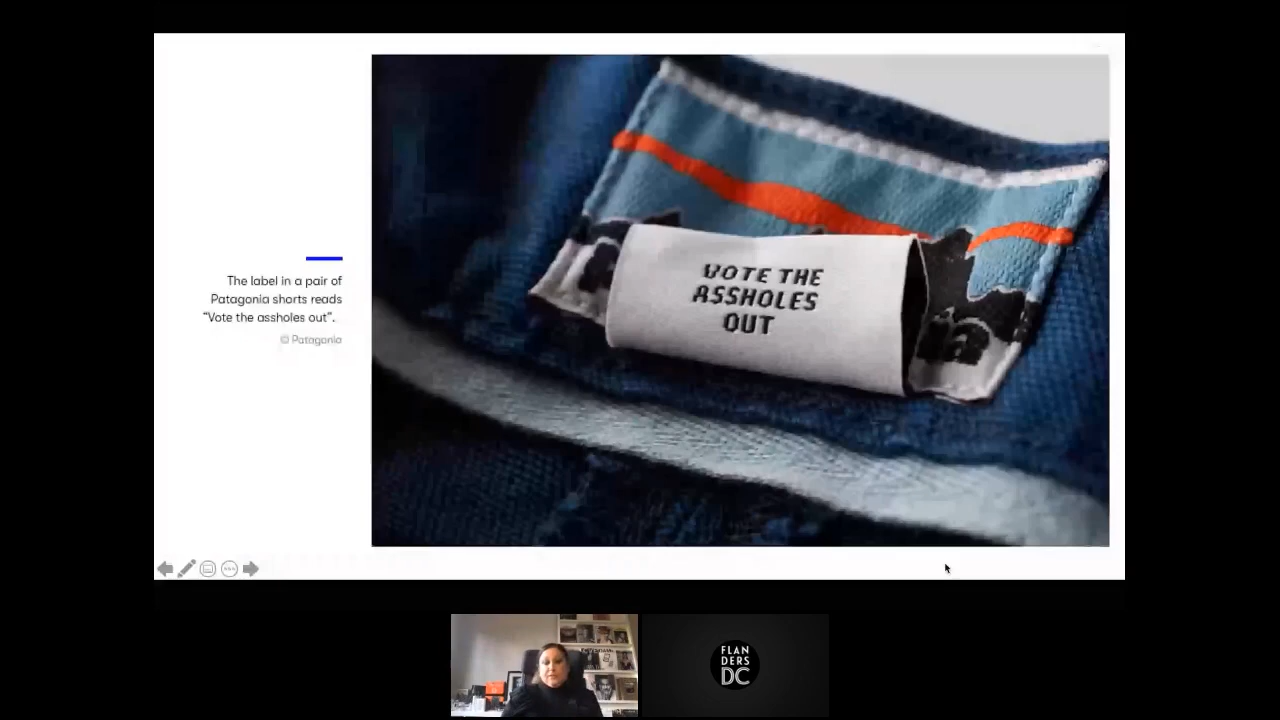 The label in a pair of
Patagonia shorts reads
“Vote the assholes out”.
© Patagonia
VOTE THE
ASSHOLES
OUT
FLAN
DERS
DC